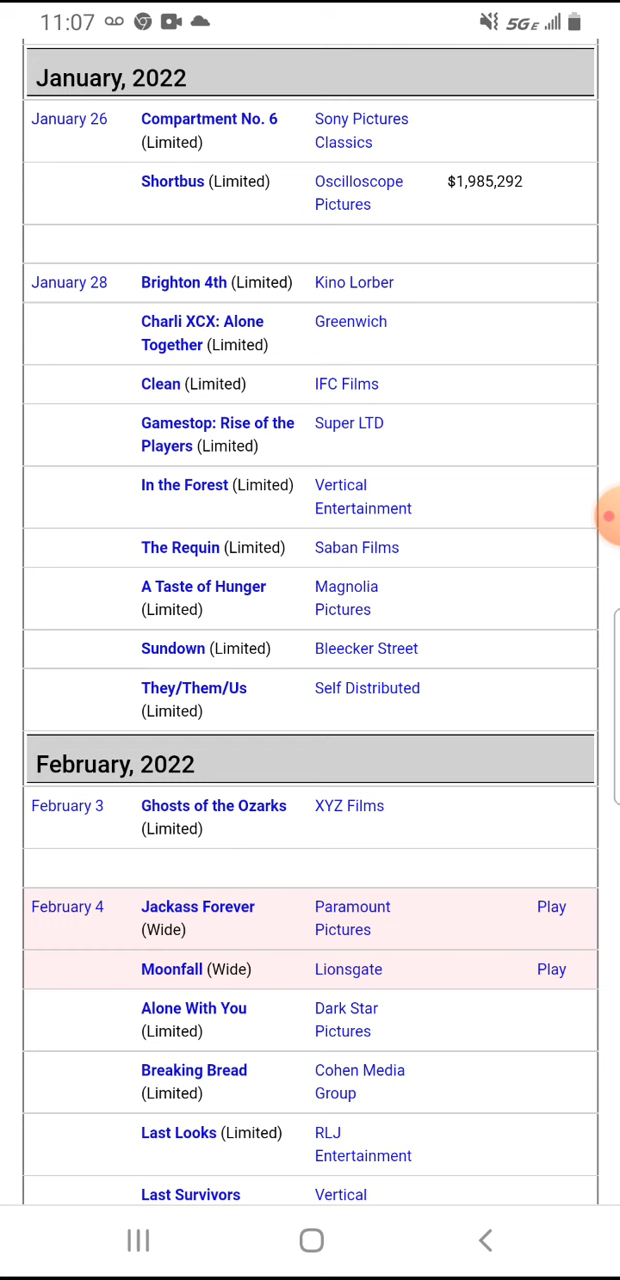 11:07
5GE
January, 2022
January 26 Compartment No. 6 Sony Pictures
(Limited) Classics
Shortbus (Limited) Oscilloscope $1,985,292
Pictures
January 28 Brighton 4th (Limited) Kino Lorber
Charli XCX: Alone Greenwich
Together (Limited)
Clean (Limited) IFC Films
Gamestop: Rise of the Super LTD
Players (Limited)
In the Forest (Limited) Vertical
Entertainment
The Requin (Limited) Saban Films
A Taste of Hunger Magnolia
(Limited) Pictures
Sundown (Limited) Bleecker Street
They/Them/Us Self Distributed
(Limited)
February, 2022
February 3 Ghosts of the Ozarks XYZ Films
(Limited)
February 4 Jackass Forever Paramount Play
(Wide) Pictures
Moonfall (Wide) Lionsgate Play
Alone With You Dark Star
(Limited) Pictures
Breaking Bread Cohen Media
(Limited) Group
Last Looks (Limited) RLJ
Entertainment
Last Survivors Vertical